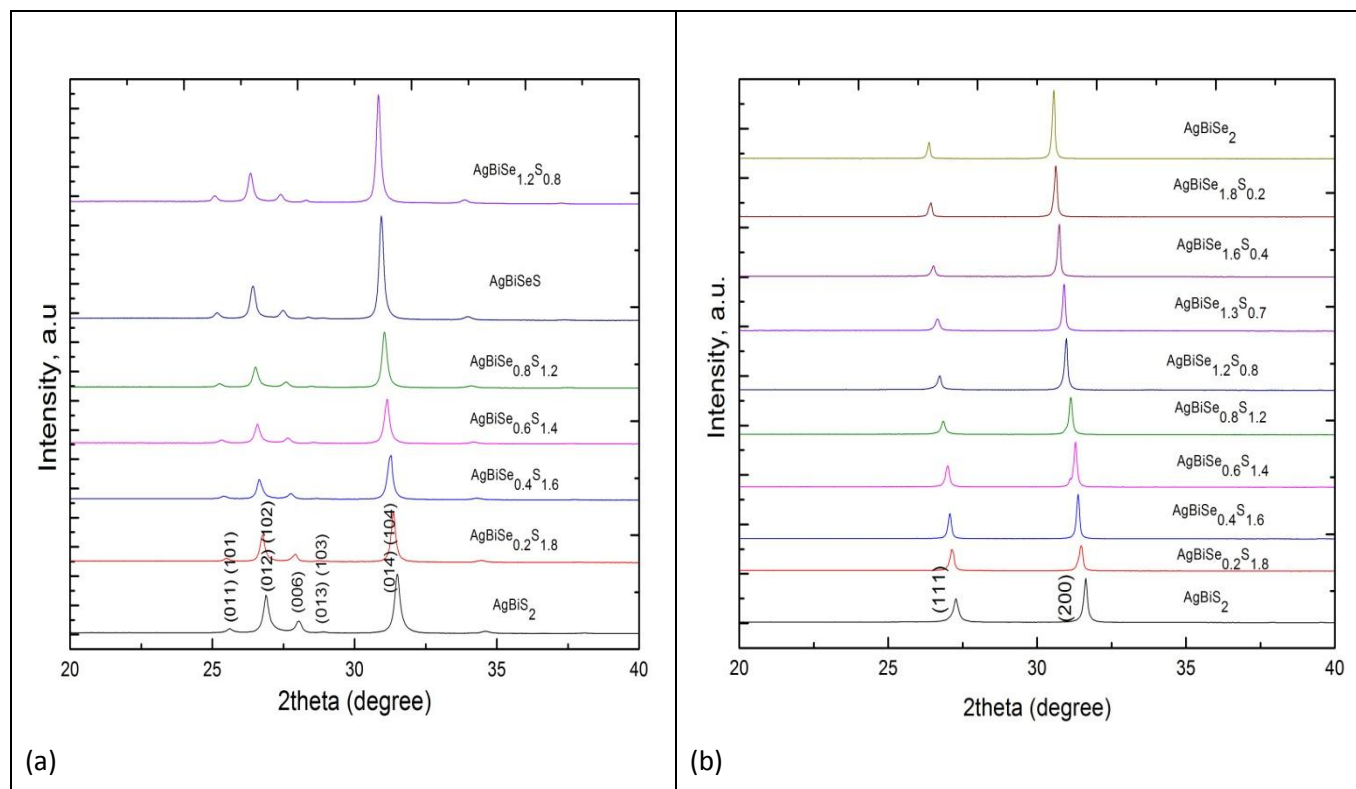 Intensity, a.u
AgBiSe1.2S0.8
AgBiSeS
AgBiSe0.8S1.2
AgBiSe0.6S1.4
AgBiSe0.4S1.6
AgBiSe0.2S1.8
AgBiS2
(011) (101)
(012) (102)
(006)
(013) (103)
(014) (104)
20 25 30 35 40
2theta (degree)
(a)
Intensity, a.u.
AgBiSe2
AgBiSe1.8S0.2
AgBiSe1.6S0.4
AgBiSe1.3S0.7
AgBiSe1.2S0.8
AgBiSe0.8S1.2
AgBiSe0.6S1.4
AgBiSe0.4S1.6
AgBiSe0.2S1.8
AgBiS2
(111)
(200)
20 25 30 35 40
2theta (degree)
(b)